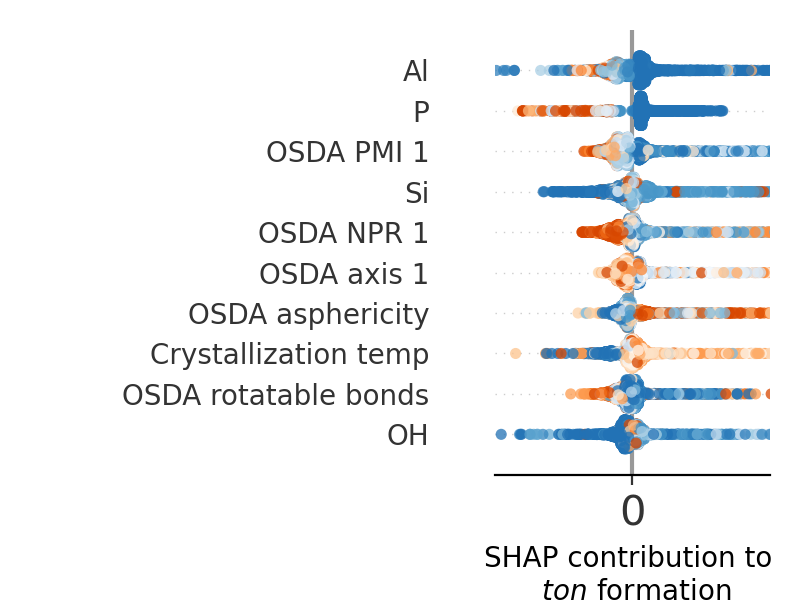 Al
P
OSDA PMI 1
Si
OSDA NPR 1
OSDA axis 1
OSDA asphericity
Crystallization temp
OSDA rotatable bonds
OH
0
SHAP contribution to
ton formation